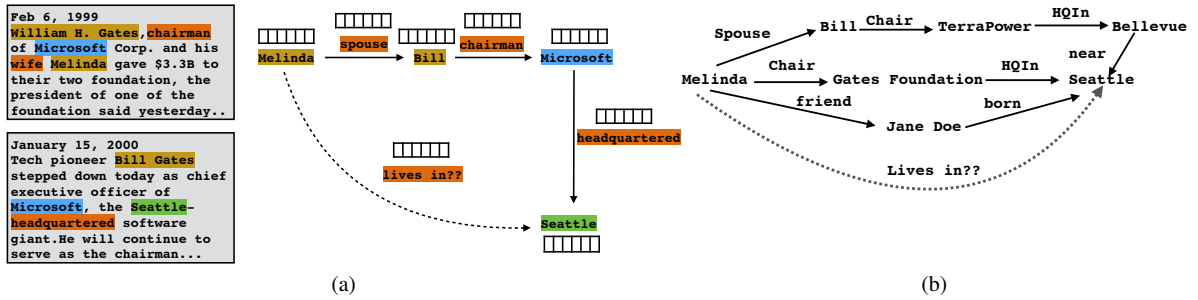 Feb 6, 1999
William H. Gates, chairman
of Microsoft Corp. and his
wife Melinda gave $3.3B to
their two foundation, the
president of one of the
foundation said yesterday..
January 15, 2000
Tech pioneer Bill Gates
stepped down today as chief
executive officer of
Microsoft, the Seattle-
headquartered software
giant.He will continue to
serve as the chairman...
spouse
chairman
Melinda
Bill
Microsoft
headquartered
lives in??
Seattle
(a)
Spouse
Bill
Chair
TerraPower
HQIn
Bellevue
near
Melinda
Chair
Gates Foundation
HQIn
Seattle
friend
Jane Doe
born
Lives in??
(b)